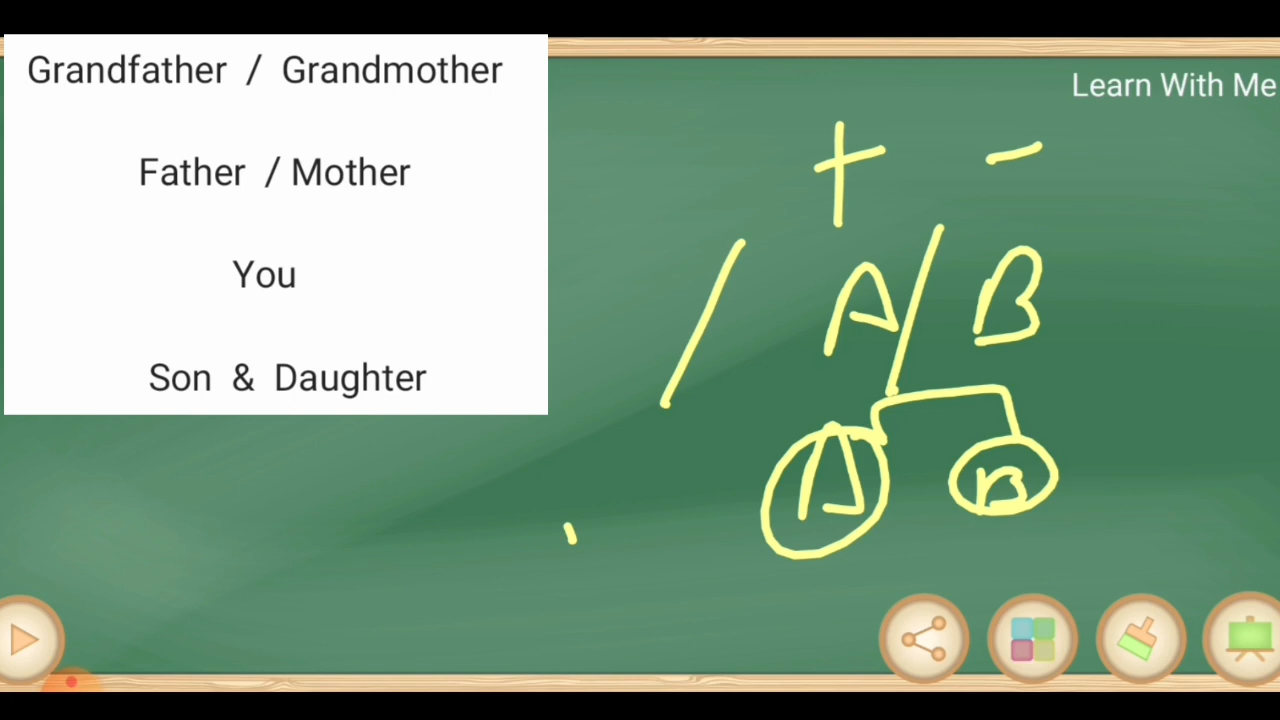 Grandfather / Grandmother
Father / Mother
You
Son & Daughter
Learn With Me
+ -
/ A / B
A B